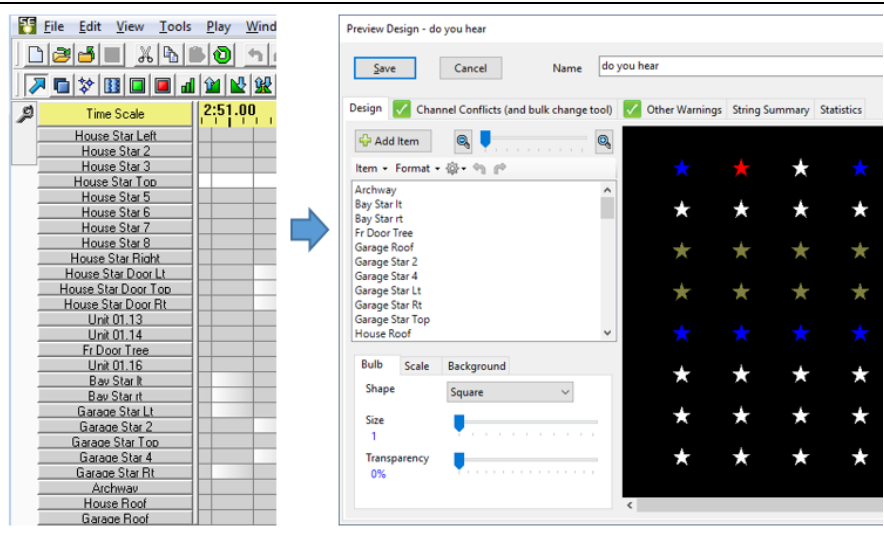 File Edit View Tools Play Wind
Time Scale
2:51.00
House Star Left
House Star 2
House Star 3
House Star Top
House Star 5
House Star 6
House Star 7
House Star 8
House Star Right
House Star Door Lt
House Star Door Top
House Star Door Rt
Unit 01.13
Unit 01.14
Fr Door Tree
Unit 01.16
Bay Star lt
Bay Star rt
Garage Star Lt
Garage Star 2
Garage Star Top
Garage Star 4
Garage Star Rt
Archway
House Roof
Garage Roof
Preview Design - do you hear
Save Cancel Name do you hear
Design Channel Conflicts (and bulk change tool) Other Warnings String Summary Statistics
Add Item
Item Format
Archway
Bay Star lt
Bay Star rt
Fr Door Tree
Garage Roof
Garage Star 2
Garage Star 4
Garage Star Lt
Garage Star Rt
Garage Star Top
House Roof
Bulb Scale Background
Shape Square
Size
1
Transparency
0%